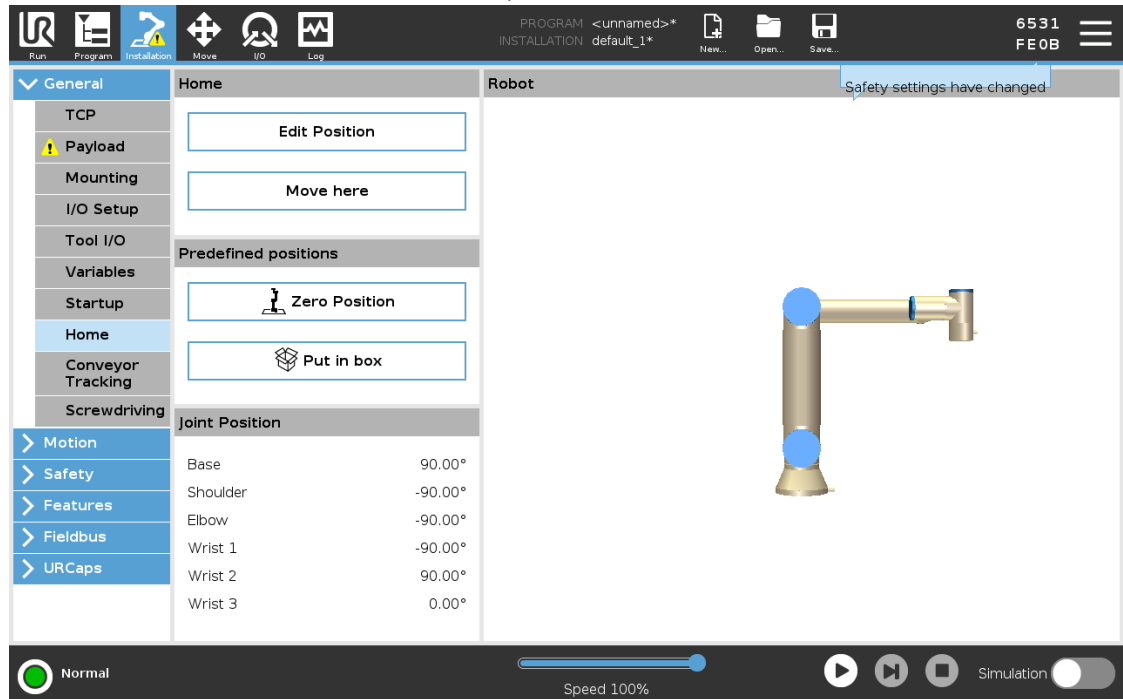 PROGRAM <unnamed>*
INSTALLATION default_1*
Run
Program
Installation
Move
I/O
Log
New...
Open...
Save...
6531
FE0B
Safety settings have changed
General
TCP
Payload
Mounting
I/O Setup
Tool I/O
Variables
Startup
Home
Conveyor
Tracking
Screwdriving
Motion
Safety
Features
Fieldbus
URCaps
Home
Edit Position
Move here
Predefined positions
Zero Position
Put in box
Joint Position
Base 90.00°
Shoulder -90.00°
Elbow -90.00°
Wrist 1 -90.00°
Wrist 2 90.00°
Wrist 3 0.00°
Robot
Normal
Speed 100%
Simulation